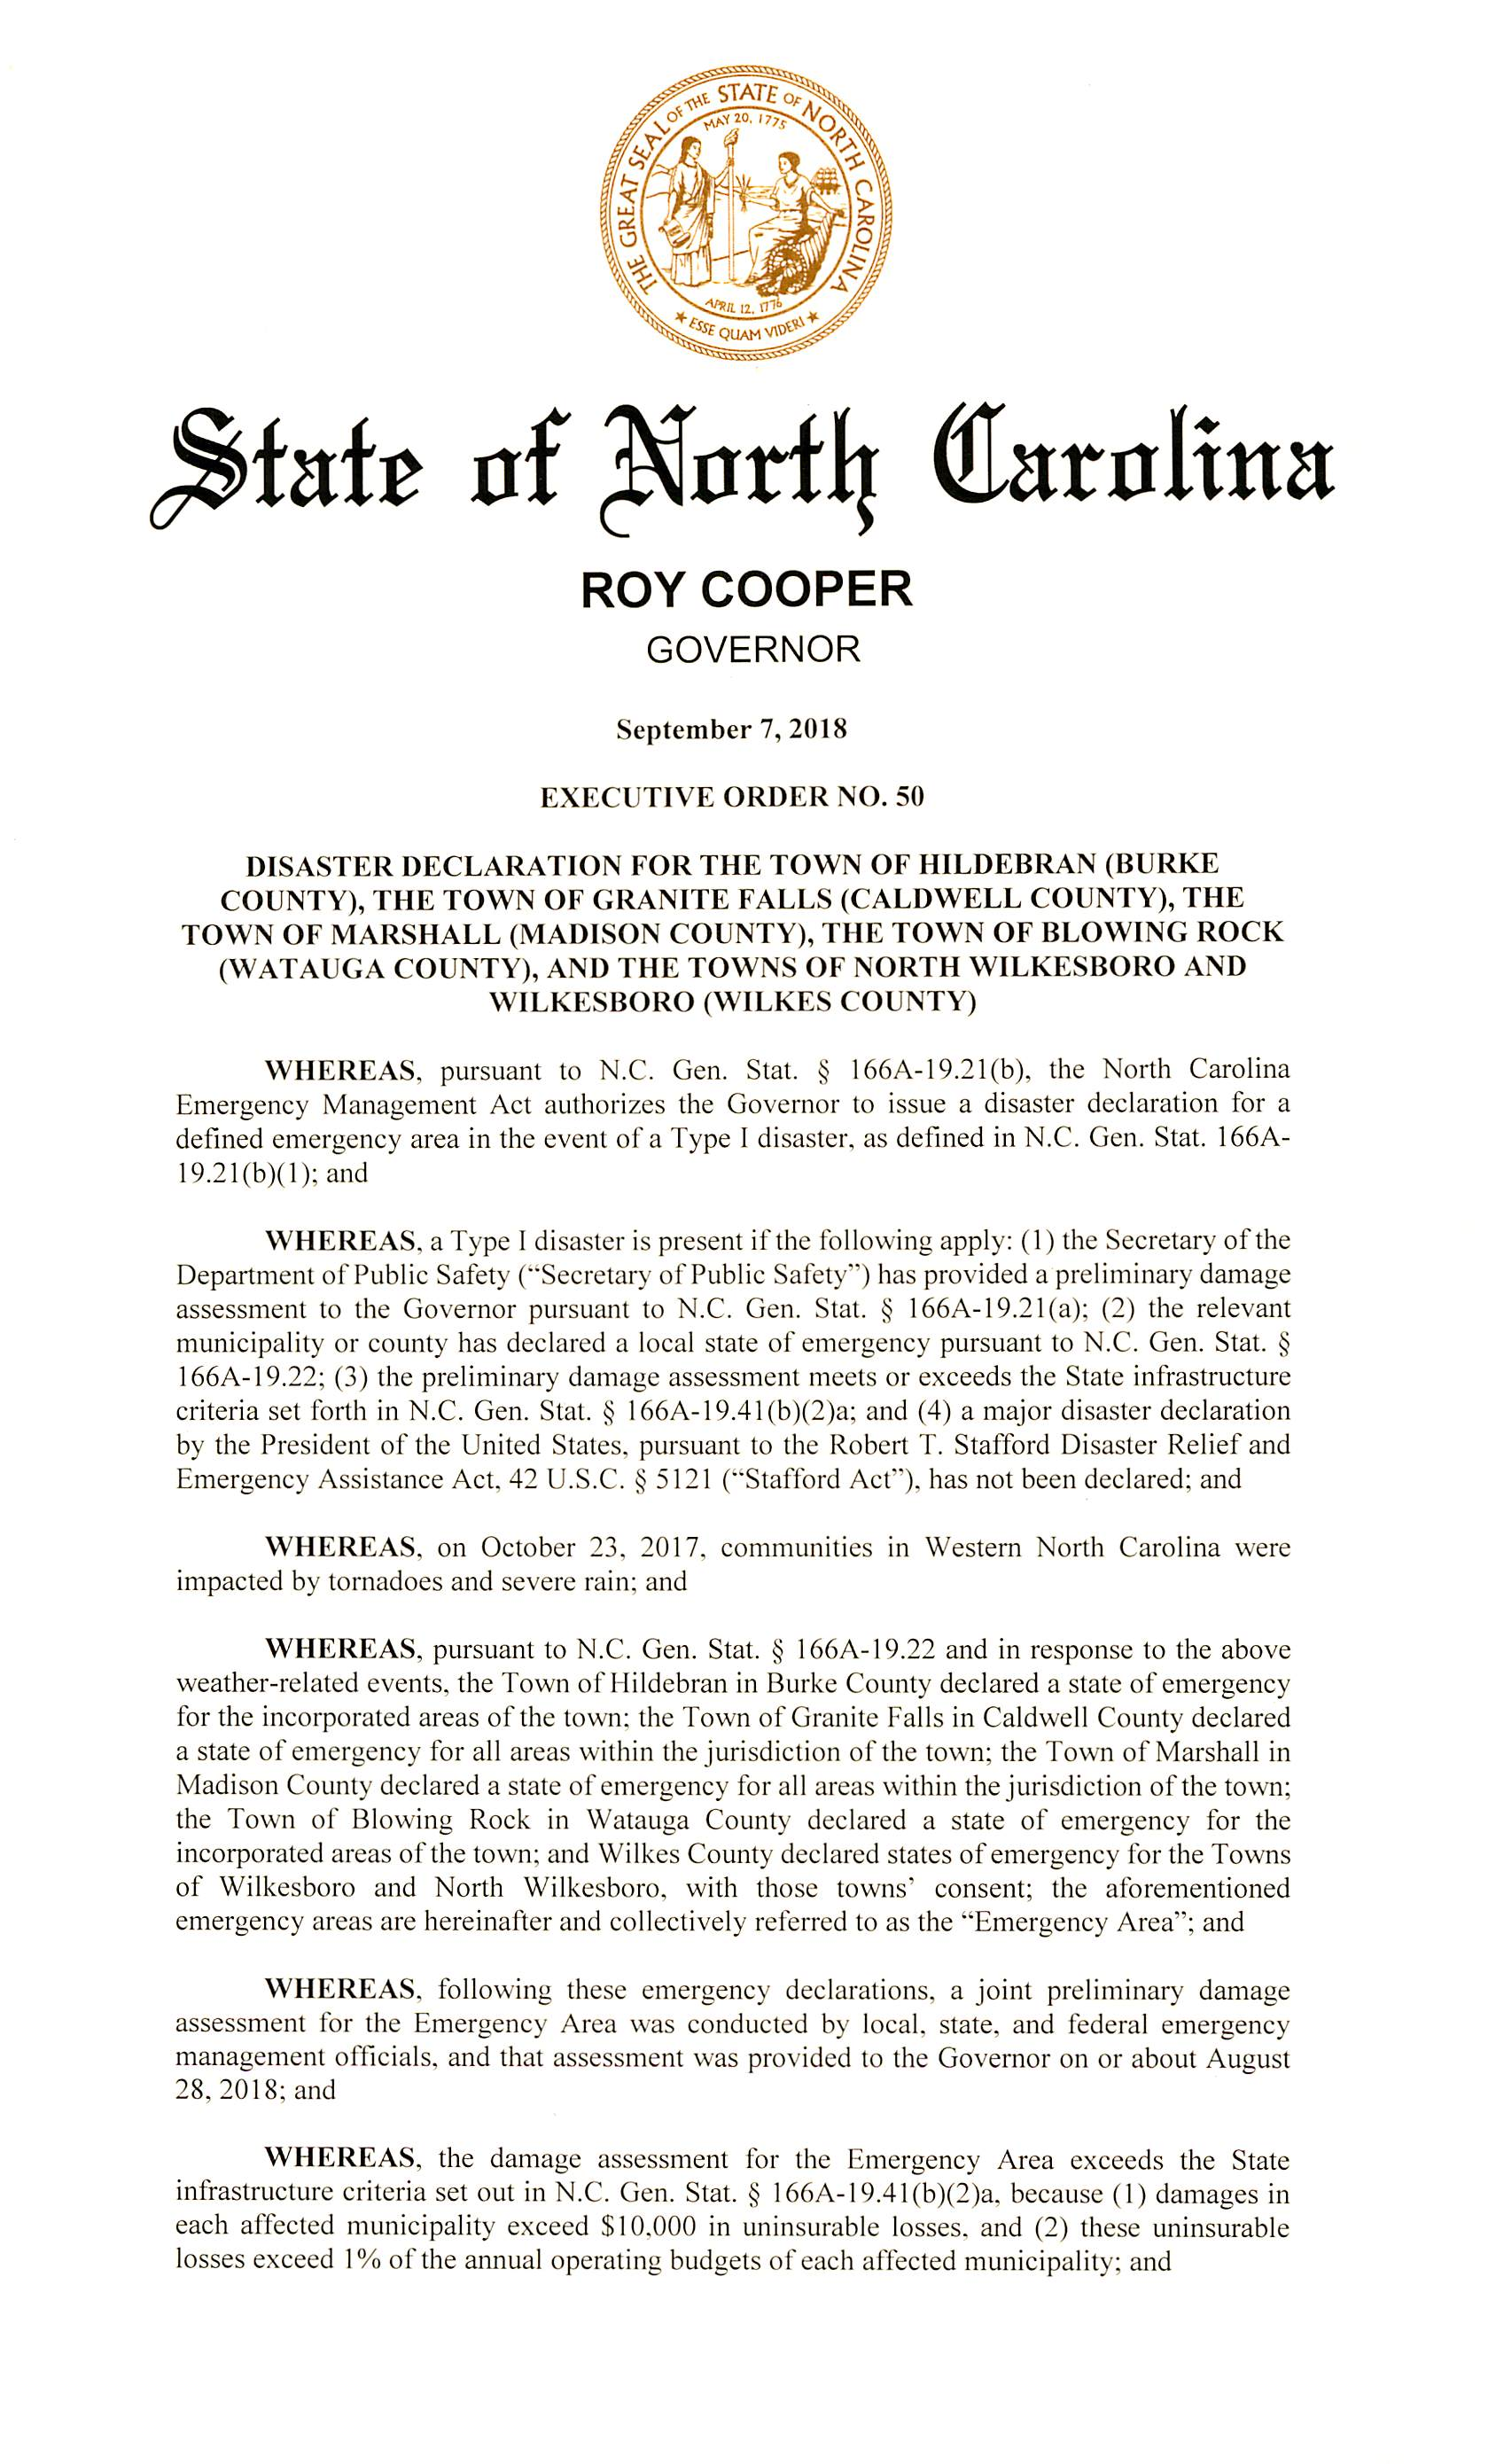 THE GREAT SEAL OF THE STATE OF NORTH CAROLINA
MAY 20, 1775
APRIL 12, 1776
★ ESSE QUAM VIDERI ★
State of North Carolina
ROY COOPER
GOVERNOR
September 7, 2018
EXECUTIVE ORDER NO. 50
DISASTER DECLARATION FOR THE TOWN OF HILDEBRAN (BURKE
COUNTY), THE TOWN OF GRANITE FALLS (CALDWELL COUNTY), THE
TOWN OF MARSHALL (MADISON COUNTY), THE TOWN OF BLOWING ROCK
(WATAUGA COUNTY), AND THE TOWNS OF NORTH WILKESBORO AND
WILKESBORO (WILKES COUNTY)
WHEREAS, pursuant to N.C. Gen. Stat. § 166A-19.21(b), the North Carolina
Emergency Management Act authorizes the Governor to issue a disaster declaration for a
defined emergency area in the event of a Type I disaster, as defined in N.C. Gen. Stat. 166A-
19.21(b)(1); and
WHEREAS, a Type I disaster is present if the following apply: (1) the Secretary of the
Department of Public Safety (“Secretary of Public Safety”) has provided a preliminary damage
assessment to the Governor pursuant to N.C. Gen. Stat. § 166A-19.21(a); (2) the relevant
municipality or county has declared a local state of emergency pursuant to N.C. Gen. Stat. §
166A-19.22; (3) the preliminary damage assessment meets or exceeds the State infrastructure
criteria set forth in N.C. Gen. Stat. § 166A-19.41(b)(2)a; and (4) a major disaster declaration
by the President of the United States, pursuant to the Robert T. Stafford Disaster Relief and
Emergency Assistance Act, 42 U.S.C. § 5121 (“Stafford Act”), has not been declared; and
WHEREAS, on October 23, 2017, communities in Western North Carolina were
impacted by tornadoes and severe rain; and
WHEREAS, pursuant to N.C. Gen. Stat. § 166A-19.22 and in response to the above
weather-related events, the Town of Hildebran in Burke County declared a state of emergency
for the incorporated areas of the town; the Town of Granite Falls in Caldwell County declared
a state of emergency for all areas within the jurisdiction of the town; the Town of Marshall in
Madison County declared a state of emergency for all areas within the jurisdiction of the town;
the Town of Blowing Rock in Watauga County declared a state of emergency for the
incorporated areas of the town; and Wilkes County declared states of emergency for the Towns
of Wilkesboro and North Wilkesboro, with those towns’ consent; the aforementioned
emergency areas are hereinafter and collectively referred to as the “Emergency Area”; and
WHEREAS, following these emergency declarations, a joint preliminary damage
assessment for the Emergency Area was conducted by local, state, and federal emergency
management officials, and that assessment was provided to the Governor on or about August
28, 2018; and
WHEREAS, the damage assessment for the Emergency Area exceeds the State
infrastructure criteria set out in N.C. Gen. Stat. § 166A-19.41(b)(2)a, because (1) damages in
each affected municipality exceed $10,000 in uninsurable losses, and (2) these uninsurable
losses exceed 1% of the annual operating budgets of each affected municipality; and